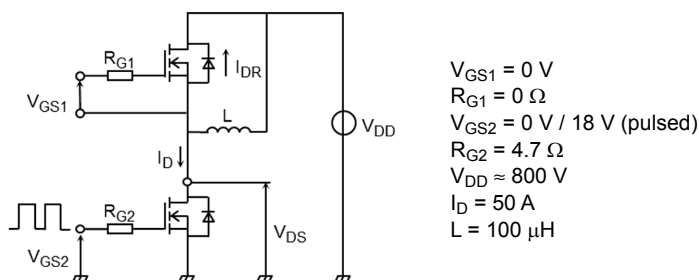 R_G1
V_GS1
I_DR
L
V_DD
I_D
R_G2
V_GS2
V_DS
V_GS1 = 0 V
R_G1 = 0 Ω
V_GS2 = 0 V / 18 V (pulsed)
R_G2 = 4.7 Ω
V_DD ≈ 800 V
I_D = 50 A
L = 100 μH